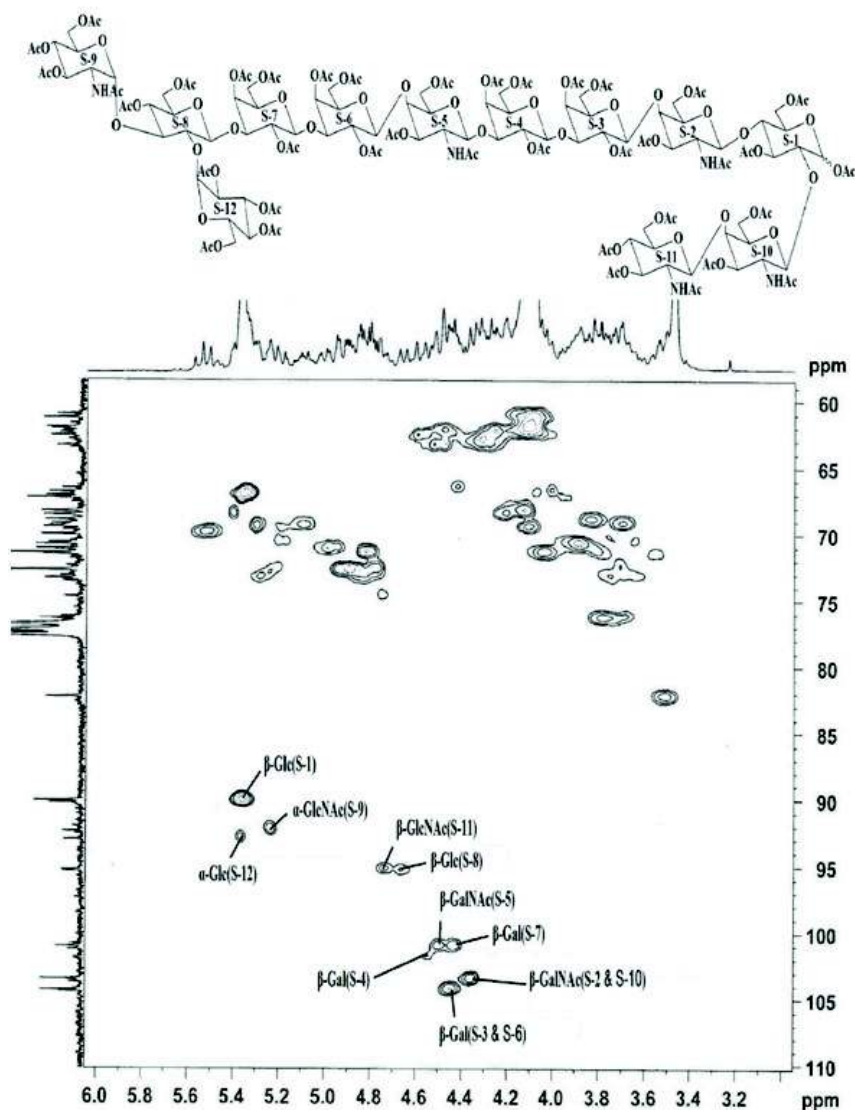 OAc
AcO O
S-9
AcO
AcO
NHAc
OAc
AcO O
S-8
O
AcO OAc
O
S-7
O
OAc
AcO OAc
O
S-6
O
OAc
OAc
O O
S-5
AcO
NHAc
AcO OAc
O
S-4
O
OAc
AcO OAc
O
S-3
O
OAc
OAc
O O
S-2
AcO
NHAc
OAc
O O
S-1
AcO
OAc
O
O
AcO
S-12
OAc
O
AcO
OAc
OAc
AcO O
S-11
AcO
NHAc
OAc
O O
S-10
AcO
NHAc
ppm
60
65
70
75
80
85
90
95
100
105
110
β-Glc(S-1)
α-GlcNAc(S-9)
α-Glc(S-12)
β-GlcNAc(S-11)
β-Glc(S-8)
β-GalNAc(S-5)
β-Gal(S-7)
β-Gal(S-4)
β-GalNAc(S-2 & S-10)
β-Gal(S-3 & S-6)
6.0 5.8 5.6 5.4 5.2 5.0 4.8 4.6 4.4 4.2 4.0 3.8 3.6 3.4 3.2 ppm